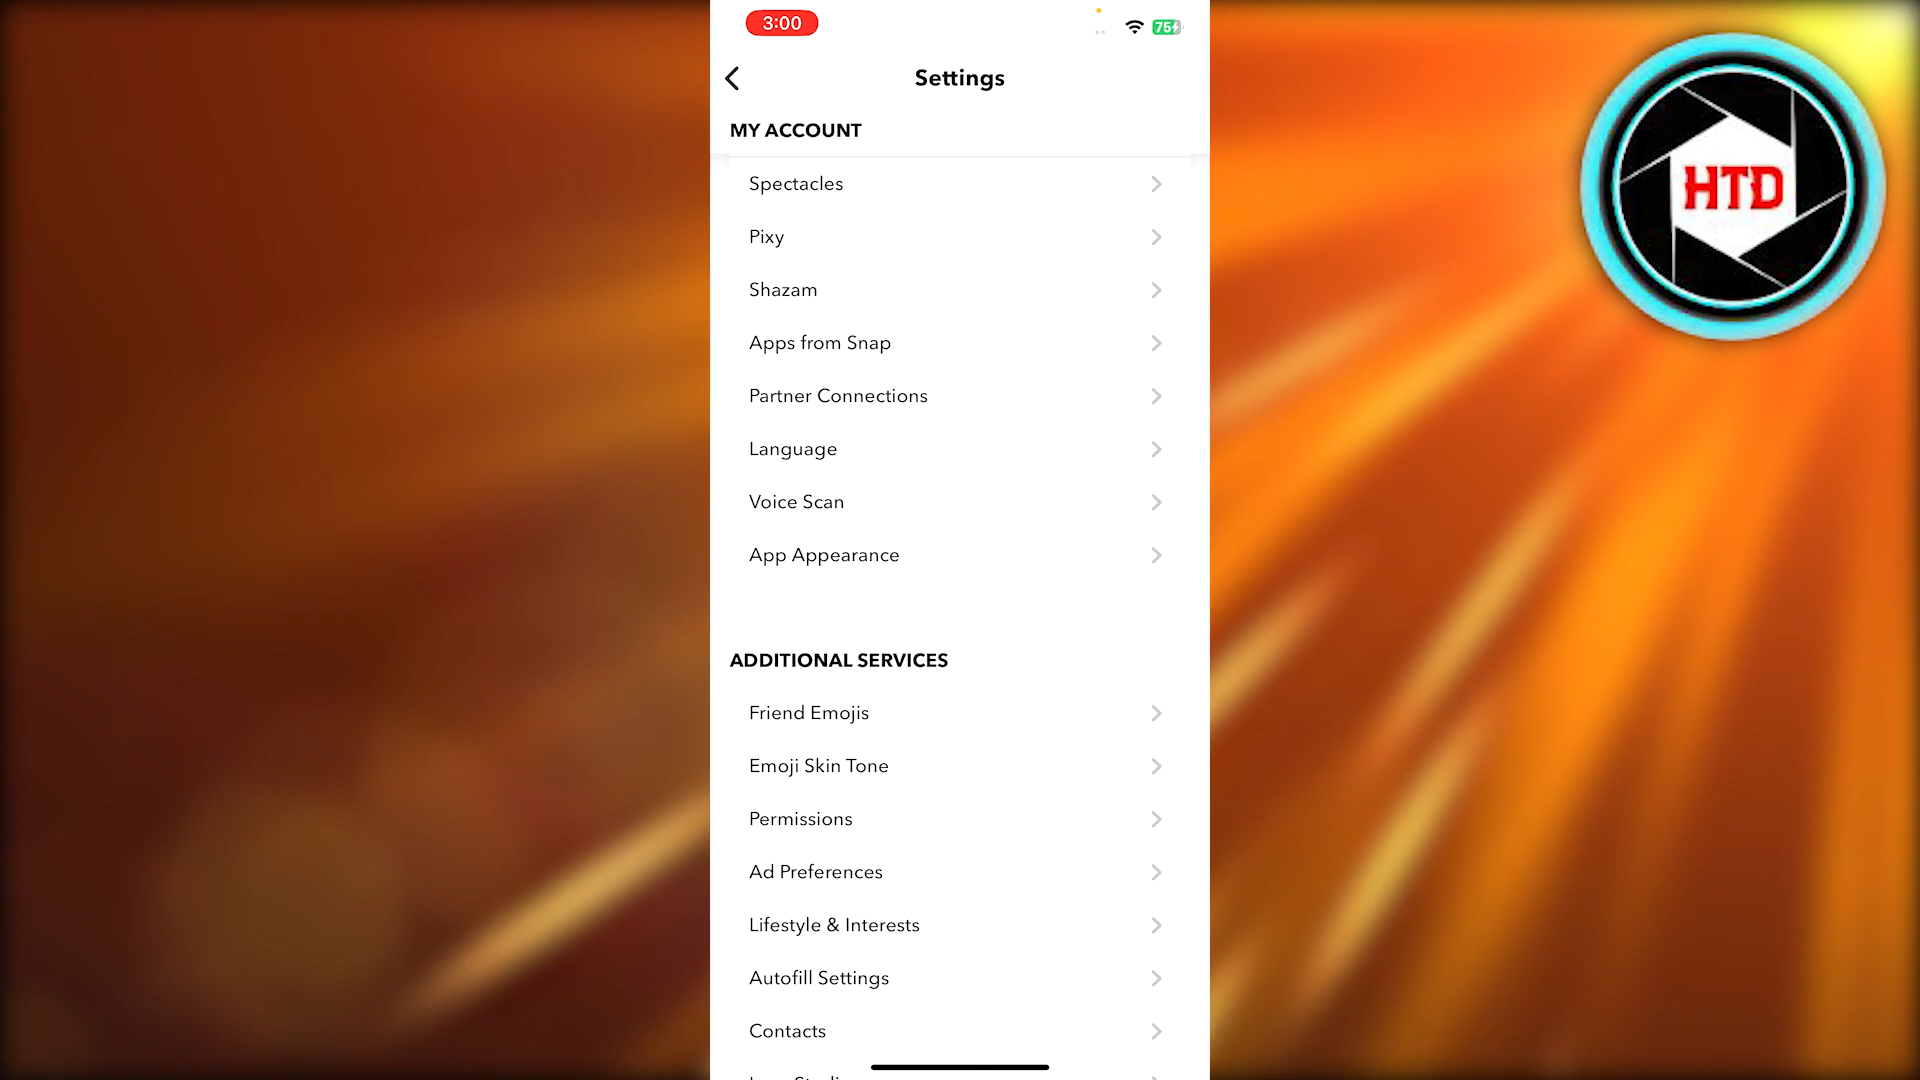 3:00
75
Settings
MY ACCOUNT
Spectacles
Pixy
Shazam
Apps from Snap
Partner Connections
Language
Voice Scan
App Appearance
ADDITIONAL SERVICES
Friend Emojis
Emoji Skin Tone
Permissions
Ad Preferences
Lifestyle & Interests
Autofill Settings
Contacts
HTD